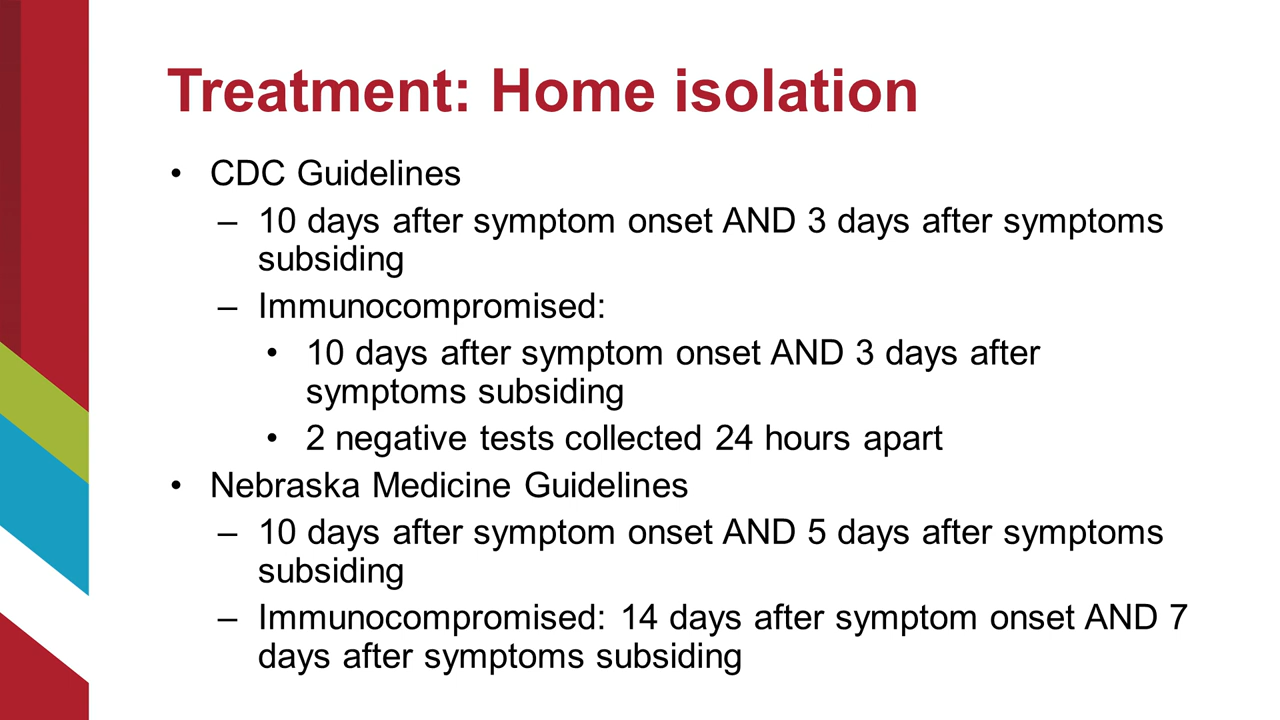 Treatment: Home isolation
• CDC Guidelines
– 10 days after symptom onset AND 3 days after symptoms
subsiding
– Immunocompromised:
• 10 days after symptom onset AND 3 days after
symptoms subsiding
• 2 negative tests collected 24 hours apart
• Nebraska Medicine Guidelines
– 10 days after symptom onset AND 5 days after symptoms
subsiding
– Immunocompromised: 14 days after symptom onset AND 7
days after symptoms subsiding